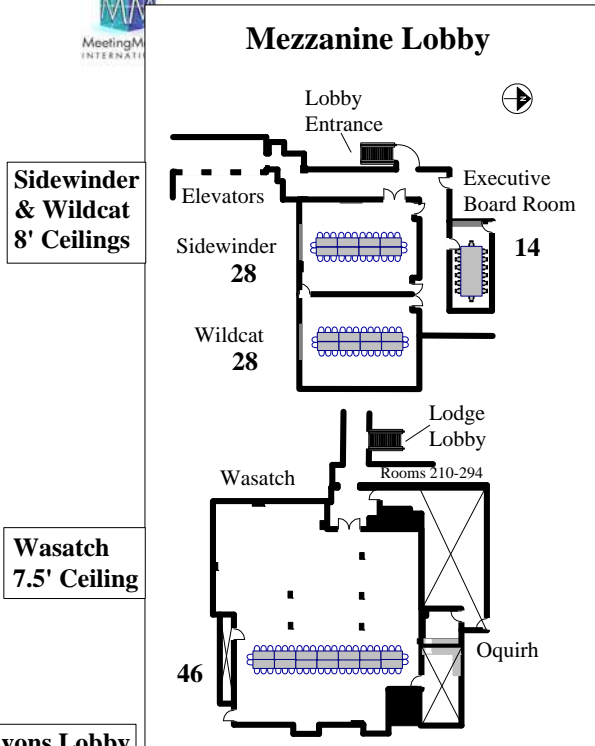 MeetingM
INTERNATI
Mezzanine Lobby
Lobby
Entrance
Sidewinder
& Wildcat
8' Ceilings
Elevators
Executive
Board Room
14
Sidewinder
28
Wildcat
28
Lodge
Lobby
Rooms 210-294
Wasatch
Wasatch
7.5' Ceiling
Oquirh
46
yons Lobby